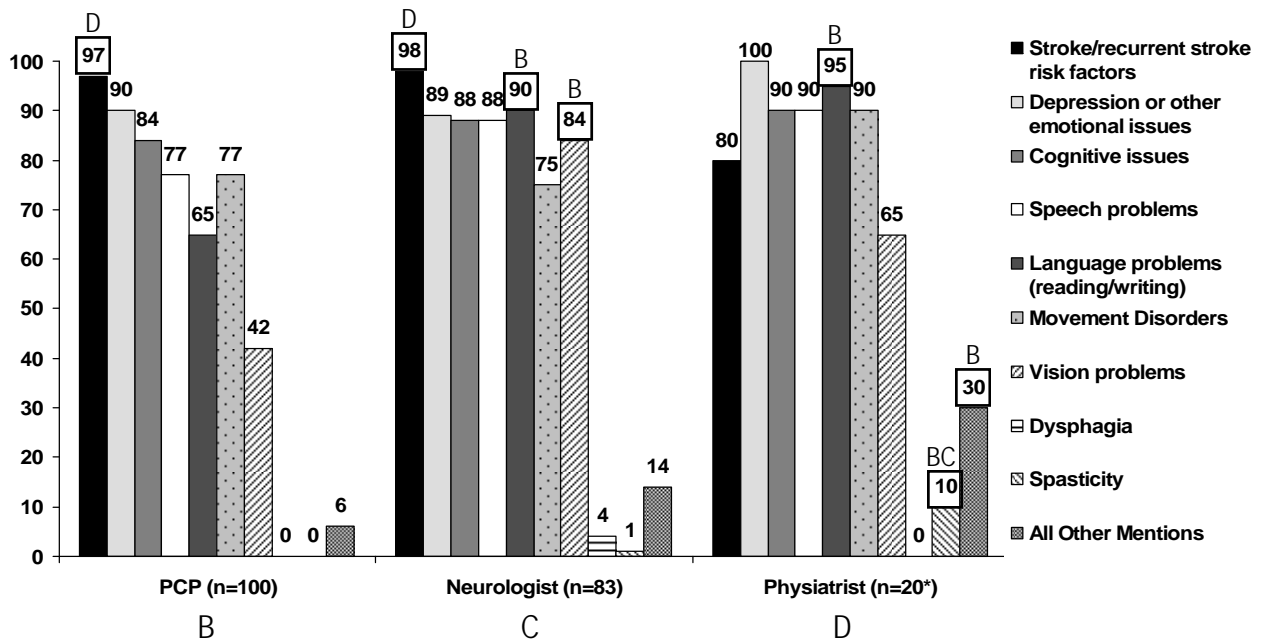 D
97
90
84
77
65
77
42
0
0
6
D
98
89
88
88
B
90
75
B
84
4
1
14
80
100
90
90
B
95
90
65
0
BC
10
B
30
100
90
80
70
60
50
40
30
20
10
0
PCP (n=100)
Neurologist (n=83)
Physiatrist (n=20*)
B
C
D
Stroke/recurrent stroke
risk factors
Depression or other
emotional issues
Cognitive issues
Speech problems
Language problems
(reading/writing)
Movement Disorders
Vision problems
Dysphagia
Spasticity
All Other Mentions